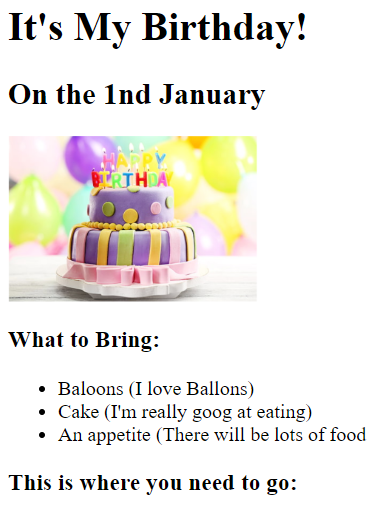 It's My Birthday!
On the 1nd January
HAPPY
BIRTHDAY
What to Bring:
Baloons (I love Ballons)
Cake (I'm really goog at eating)
An appetite (There will be lots of food
This is where you need to go: